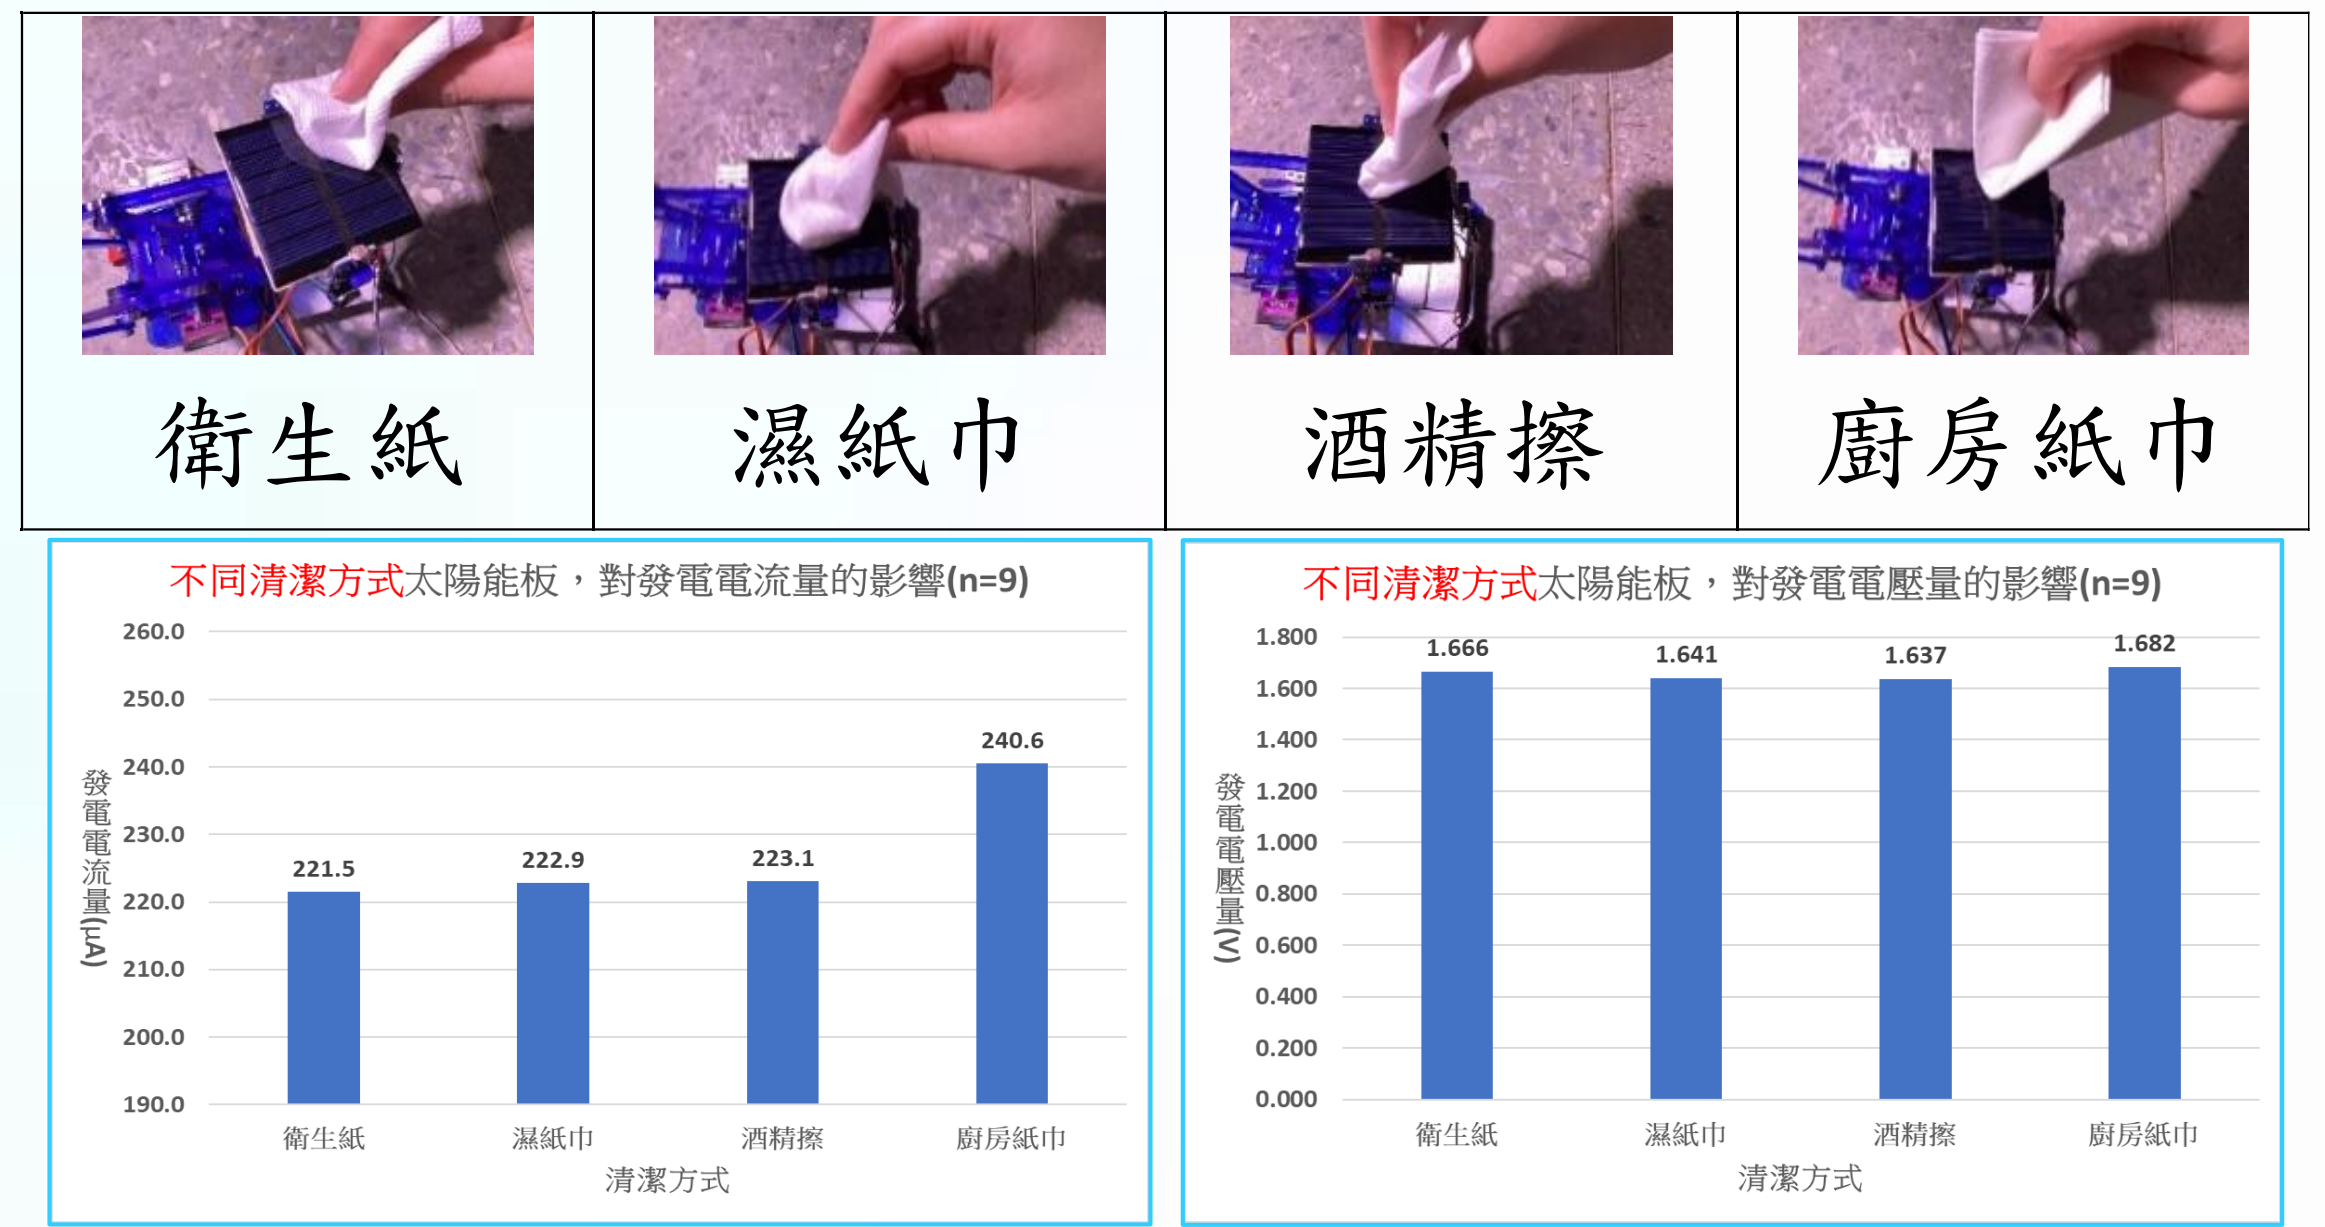 衛生紙
濕紙巾
酒精擦
廚房紙巾
不同清潔方式太陽能板，對發電電流量的影響(n=9)
260.0
250.0
240.0
230.0
220.0
210.0
200.0
190.0
發電電流量(μA)
221.5
222.9
223.1
240.6
衛生紙
濕紙巾
酒精擦
廚房紙巾
清潔方式
不同清潔方式太陽能板，對發電電壓量的影響(n=9)
1.800
1.600
1.400
1.200
1.000
0.800
0.600
0.400
0.200
0.000
發電電壓量(V)
1.666
1.641
1.637
1.682
衛生紙
濕紙巾
酒精擦
廚房紙巾
清潔方式